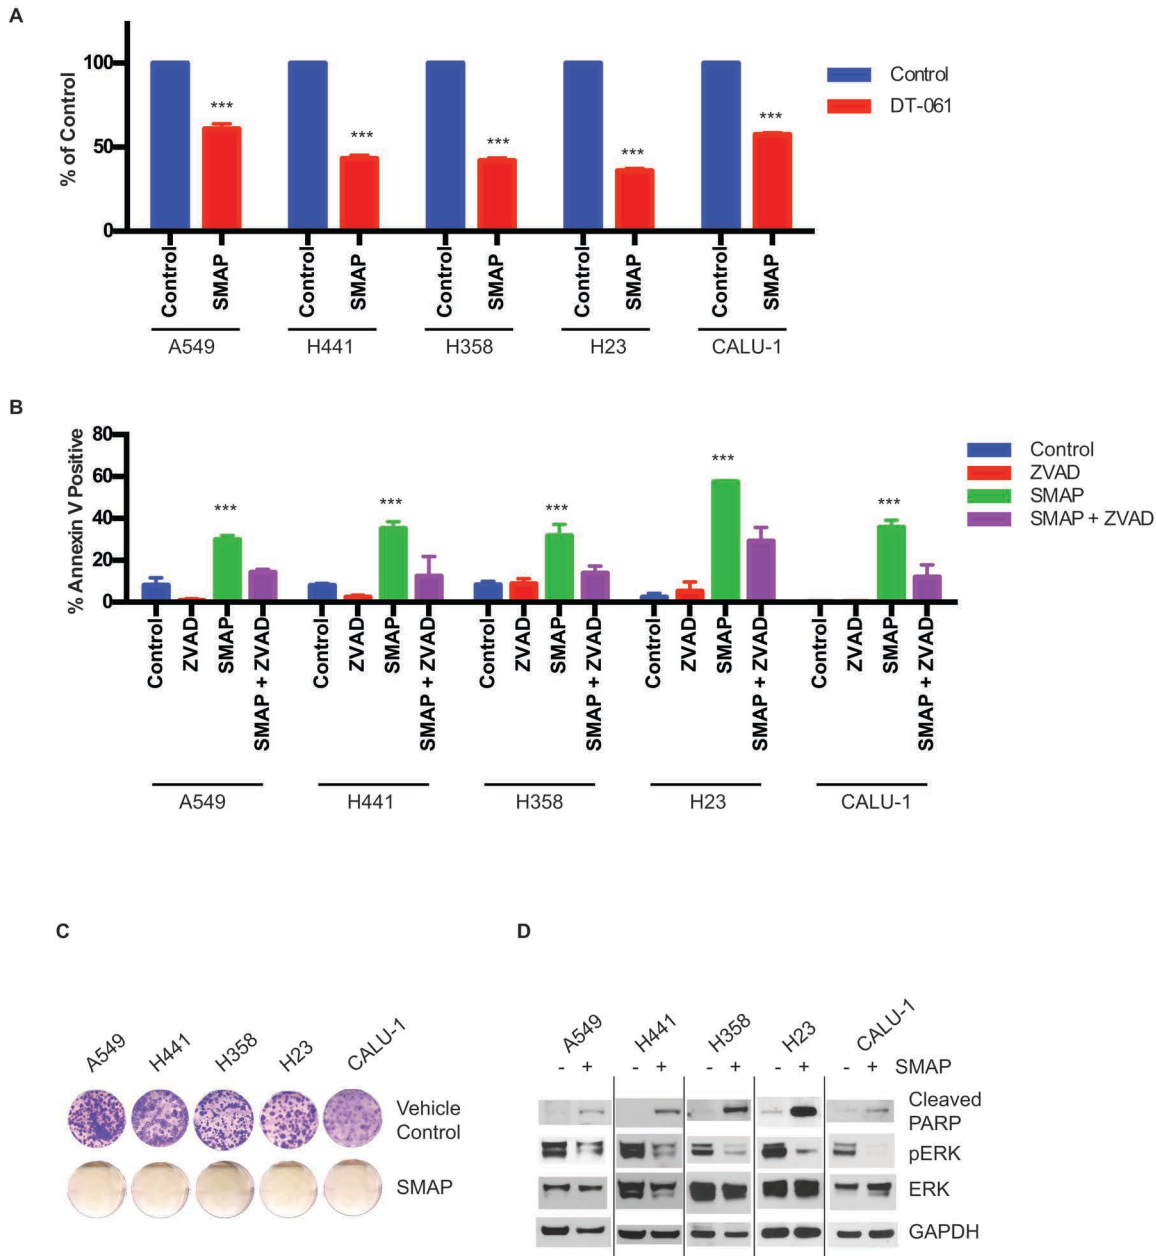 A
% of Control
100
50
0
***
***
***
***
***
Control
DT-061
Control
SMAP
Control
SMAP
Control
SMAP
Control
SMAP
Control
SMAP
A549
H441
H358
H23
CALU-1
B
% Annexin V Positive
80
60
40
20
0
***
***
***
***
***
Control
ZVAD
SMAP
SMAP + ZVAD
Control
ZVAD
SMAP
SMAP + ZVAD
Control
ZVAD
SMAP
SMAP + ZVAD
Control
ZVAD
SMAP
SMAP + ZVAD
Control
ZVAD
SMAP
SMAP + ZVAD
Control
ZVAD
SMAP
SMAP + ZVAD
A549
H441
H358
H23
CALU-1
C
A549
H441
H358
H23
CALU-1
Vehicle
Control
SMAP
D
A549
H441
H358
H23
CALU-1
- + - + - + - + - + SMAP
Cleaved
PARP
pERK
ERK
GAPDH